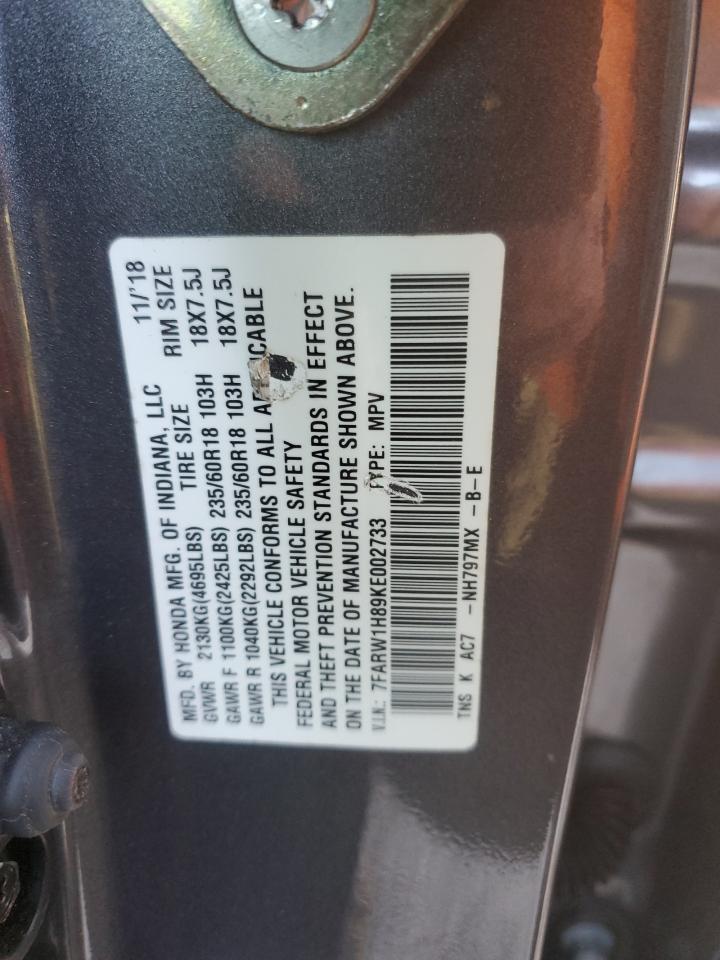 MFD. BY HONDA MFG. OF INDIANA, LLC 11/'18
TIRE SIZE RIM SIZE
GVWR 2130KG(4695LBS)
GAWR F 1100KG(2425LBS) 235/60R18 103H 18X7.5J
GAWR R 1040KG(2292LBS) 235/60R18 103H 18X7.5J
THIS VEHICLE CONFORMS TO ALL
FEDERAL MOTOR VEHICLE SAFETY
AND THEFT PREVENTION STANDARDS IN EFFECT
ON THE DATE OF MANUFACTURE SHOWN ABOVE.
V.I.N.: 7FARW1H89KE002733 TYPE: MPV
TNS K AC7 -NH797MX -B-E